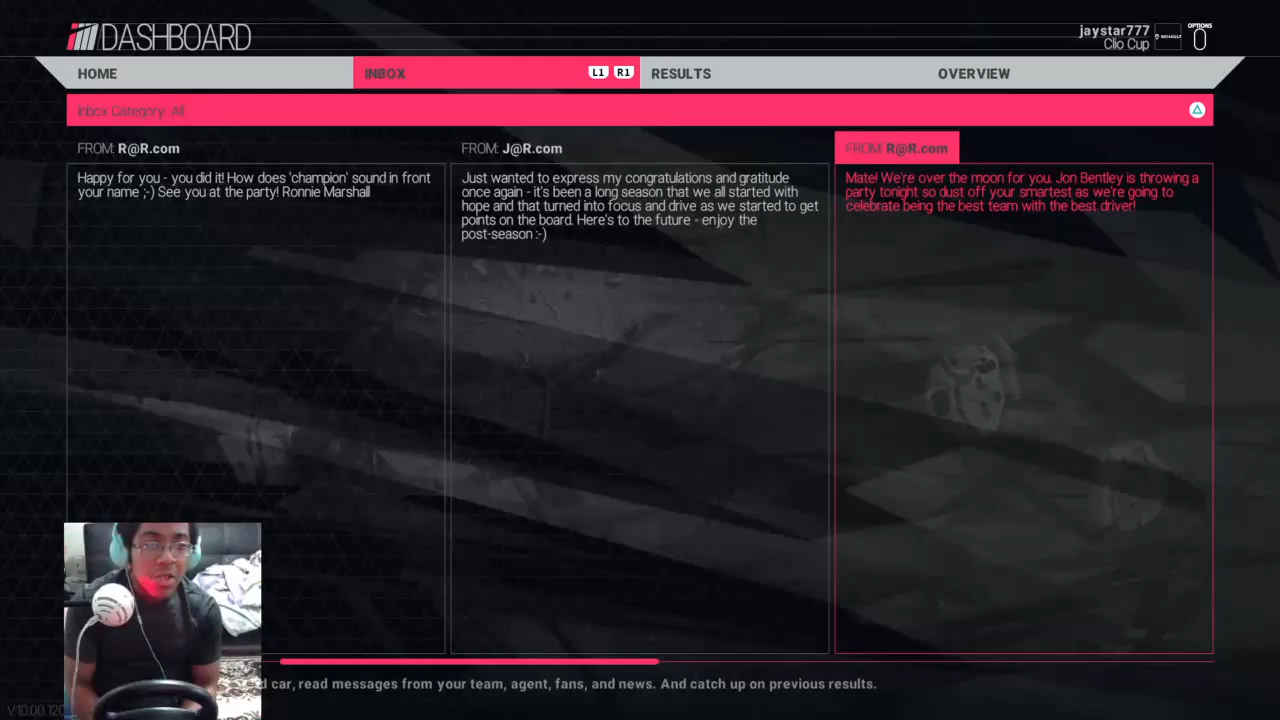 DASHBOARD
jaystar777
Clio Cup
OPTIONS
HOME
INBOX
L1 R1
RESULTS
OVERVIEW
Inbox Category: All
FROM: R@R.com
Happy for you - you did it! How does 'champion' sound in front
your name ;-) See you at the party! Ronnie Marshall
FROM: J@R.com
Just wanted to express my congratulations and gratitude
once again - it's been a long season that we all started with
hope and that turned into focus and drive as we started to get
points on the board. Here's to the future - enjoy the
post-season :-)
FROM: R@R.com
Mate! We're over the moon for you. Jon Bentley is throwing a
party tonight so dust off your smartest as we're going to
celebrate being the best team with the best driver!
car, read messages from your team, agent, fans, and news. And catch up on previous results.